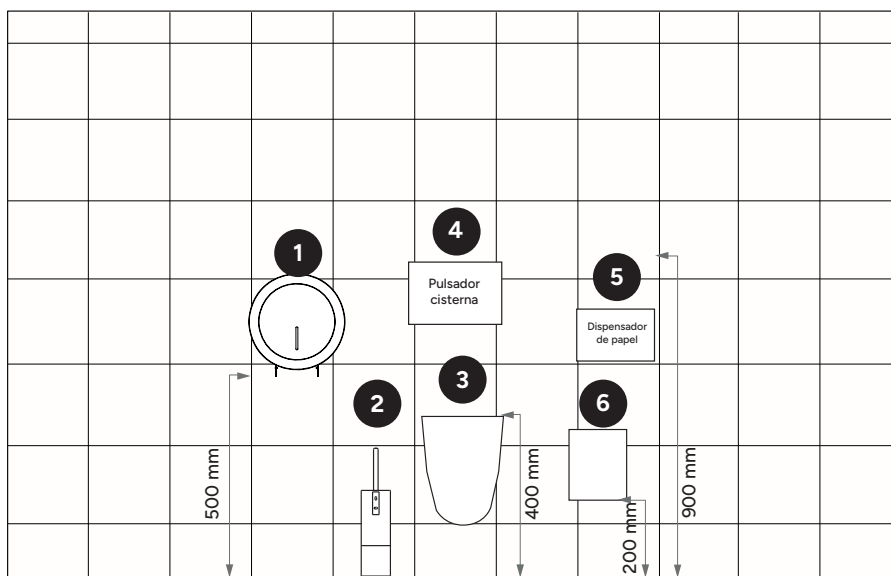 4
1
Pulsador
cisterna
5
Dispensador
de papel
3
2
6
500 mm
400 mm
200 mm
900 mm